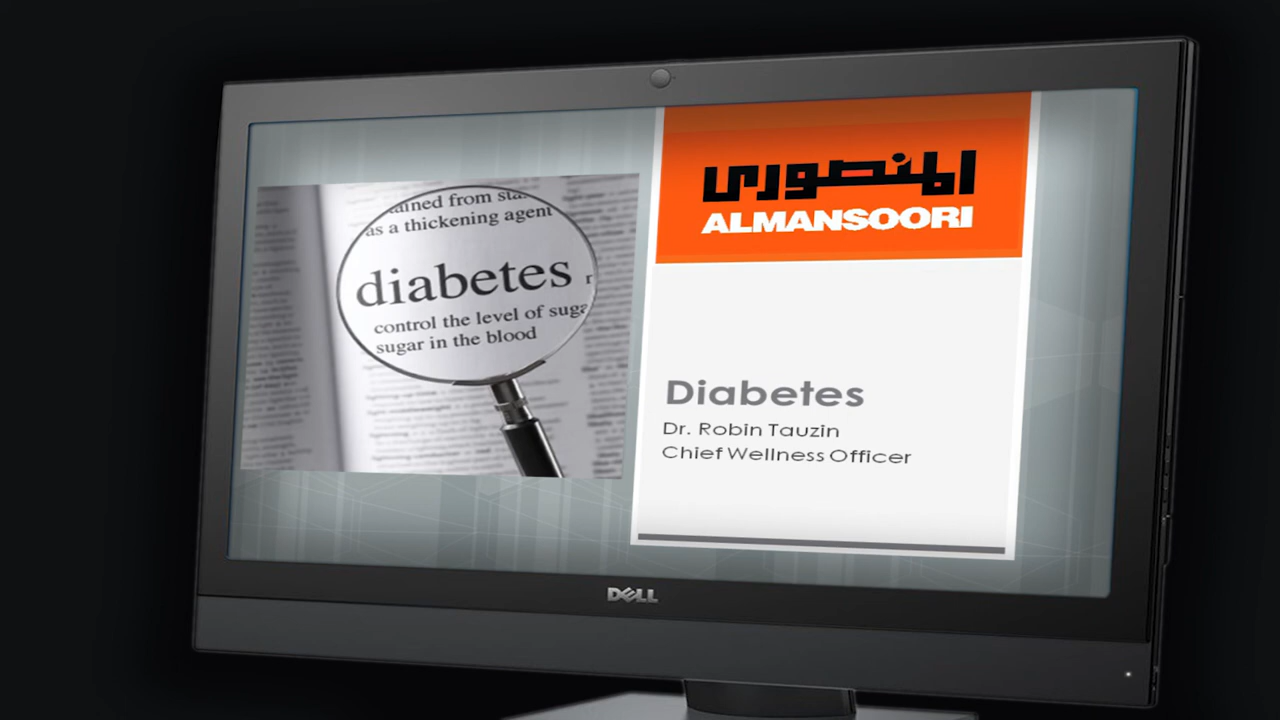 ained from sta
as a thickening agent
diabetes
control the level of suga
sugar in the blood
المنصوري
ALMANSOORI
Diabetes
Dr. Robin Tauzin
Chief Wellness Officer
DELL